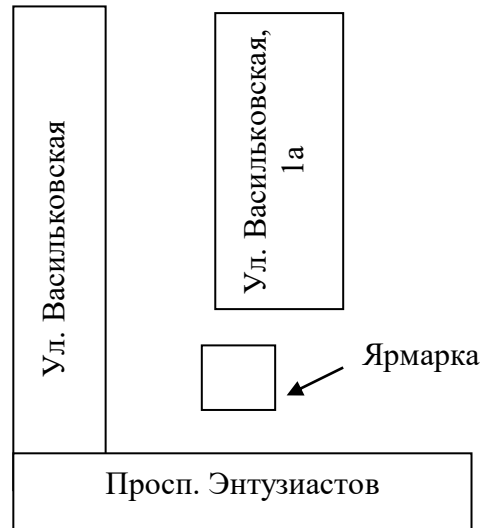 Ул. Васильковская
Ул. Васильковская,
1а
Ярмарка
Просп. Энтузиастов